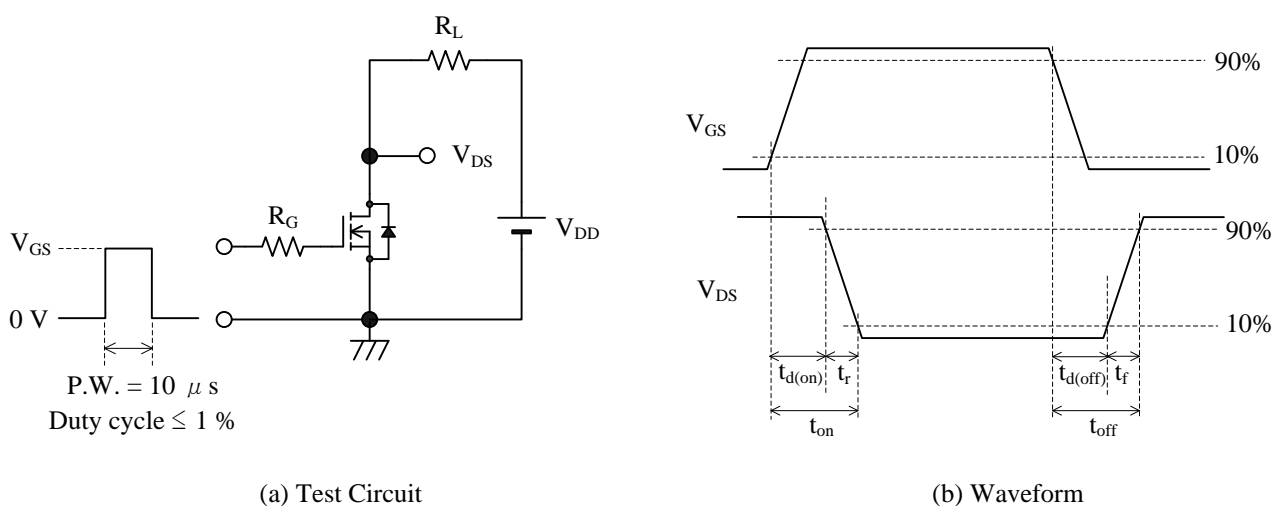 R_L
V_DS
R_G
V_DD
V_GS
0 V
P.W. = 10 μ s
Duty cycle ≤ 1 %
(a) Test Circuit
V_GS
90%
10%
V_DS
90%
10%
t_d(on) t_r
t_on
t_d(off) t_f
t_off
(b) Waveform